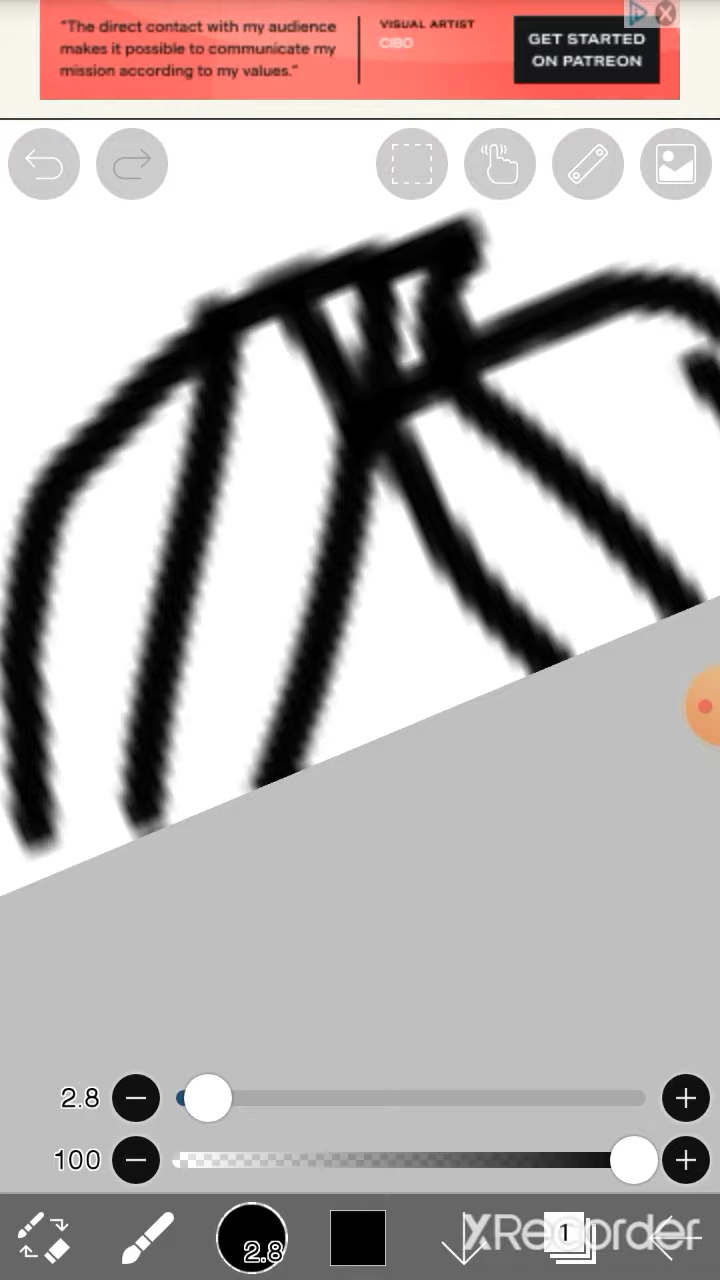 “The direct contact with my audience
makes it possible to communicate my
mission according to my values.”
VISUAL ARTIST
CIBO
GET STARTED
ON PATREON
2.8
100
2.8
1
XRecorder